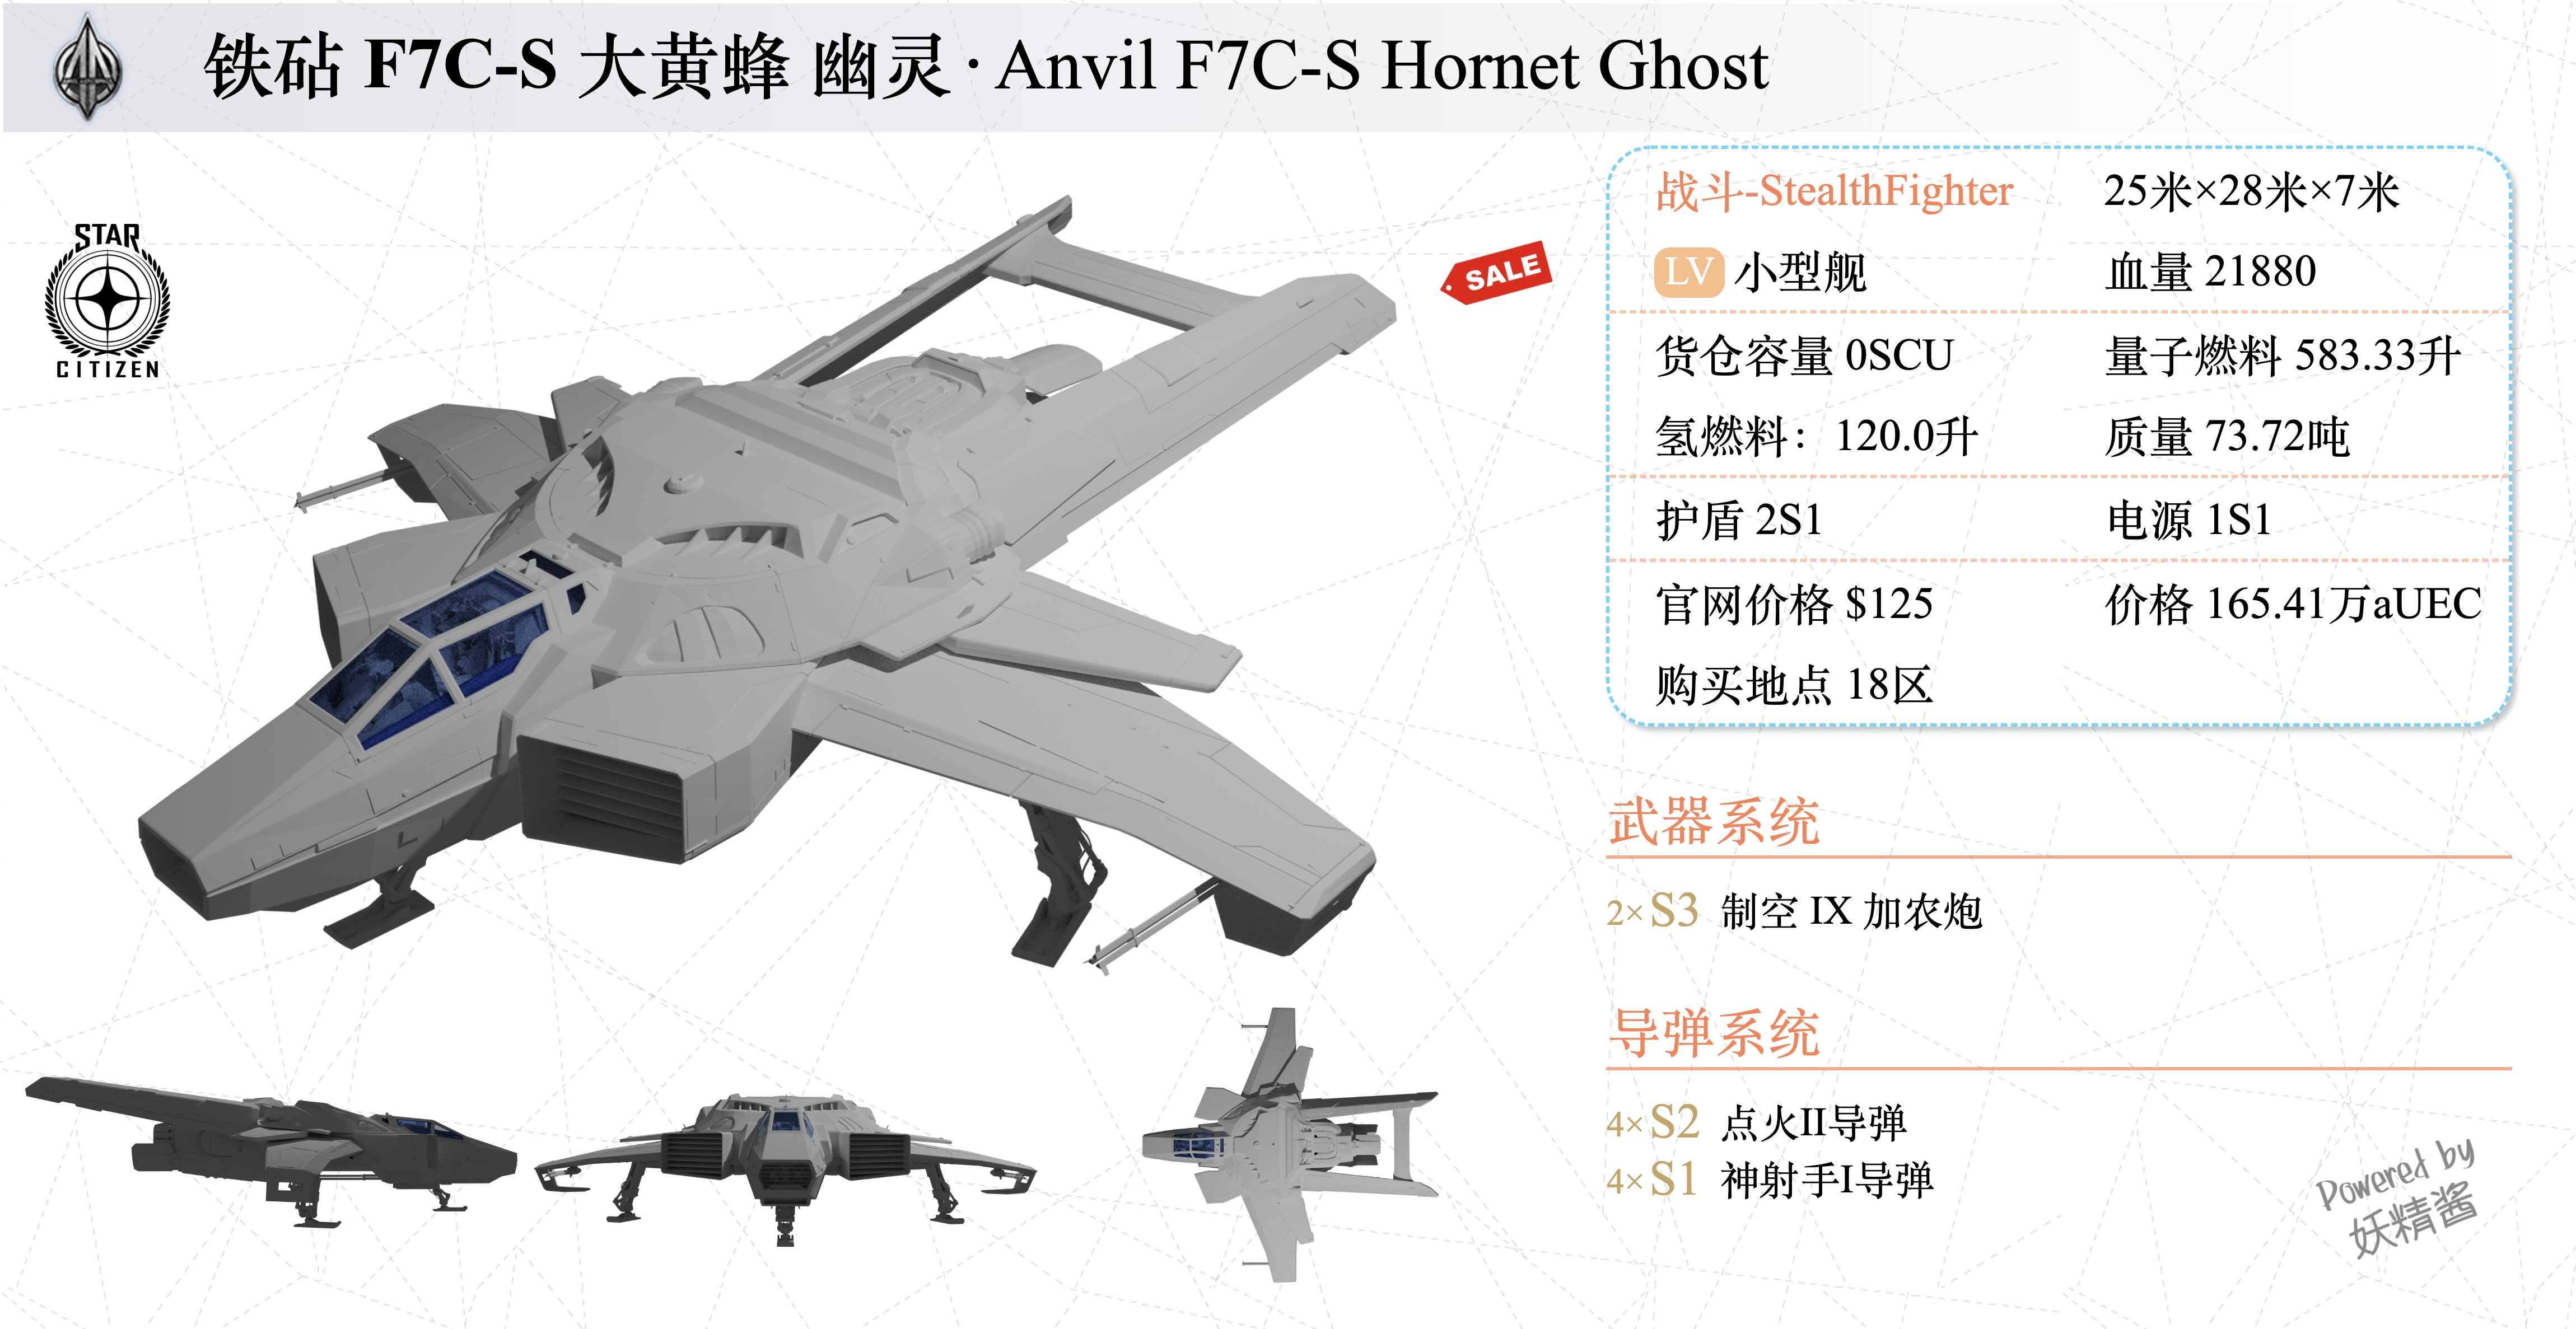 铁砧 F7C-S 大黄蜂 幽灵·Anvil F7C-S Hornet Ghost
STAR
CITIZEN
SALE
战斗-StealthFighter 25米×28米×7米
LV 小型舰 血量 21880
货仓容量 0SCU 量子燃料 583.33升
氢燃料：120.0升 质量 73.72吨
护盾 2S1 电源 1S1
官网价格 $125 价格 165.41万aUEC
购买地点 18区
武器系统
2× S3 制空 IX 加农炮
导弹系统
4× S2 点火II导弹
4× S1 神射手I导弹
Powered by
妖精酱